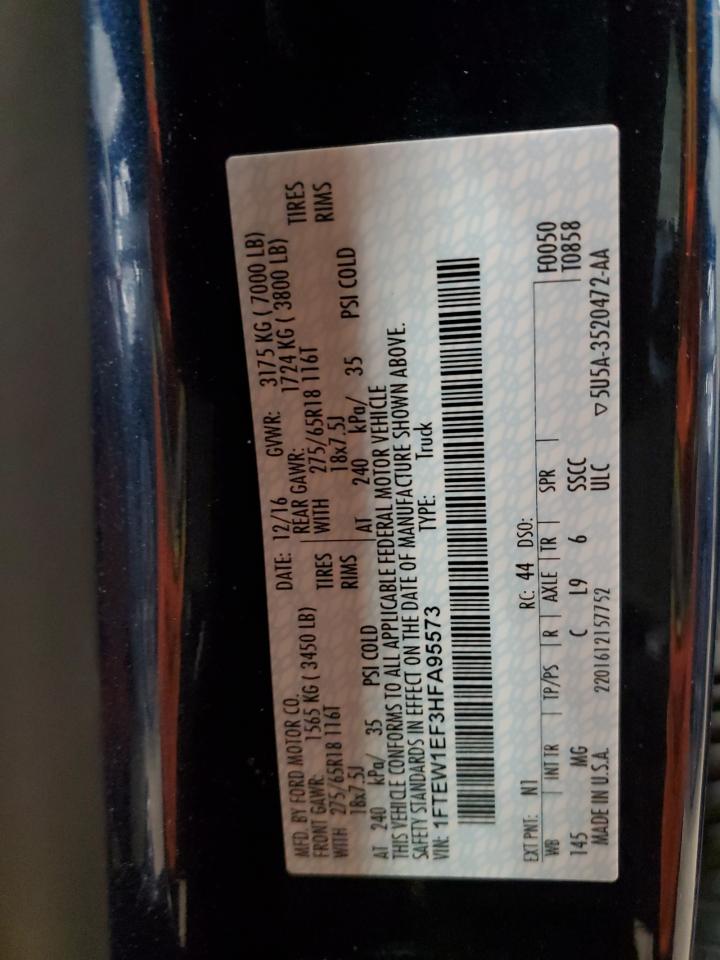 MFD. BY FORD MOTOR CO. DATE: 12/16 GVWR: 3175 KG ( 7000 LB)
FRONT GAWR: 1565 KG ( 3450 LB) REAR GAWR: 1724 KG ( 3800 LB)
WITH 275/65R18 116T TIRES WITH 275/65R18 116T TIRES
18x7.5J RIMS 18x7.5J RIMS
AT 240 kPa/ 35 PSI COLD AT 240 kPa/ 35 PSI COLD
THIS VEHICLE CONFORMS TO ALL APPLICABLE FEDERAL MOTOR VEHICLE
SAFETY STANDARDS IN EFFECT ON THE DATE OF MANUFACTURE SHOWN ABOVE.
VIN: 1FTEW1EF3HFA95573 TYPE: Truck
EXT PNT: N1 RC: 44 DSO: F0050
WB INT TR TP/PS R AXLE TR SPR T0858
145 MG C L9 6 SSCC
MADE IN U.S.A. 2201612157752 ULC ▽5U5A-3520472-AA